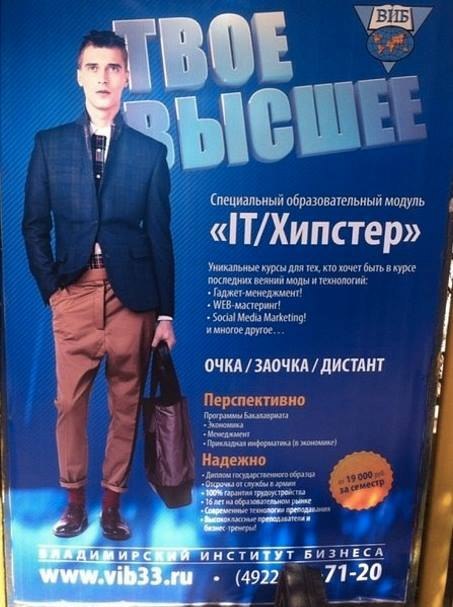 ВИБ
ТВОЕ
ВЫСШЕЕ
Специальный образовательный модуль
«IT/Хипстер»
Уникальные курсы для тех, кто хочет быть в курсе
последних веяний моды и технологий:
• Гаджет-менеджмент!
• WEB-мастеринг!
• Social Media Marketing!
и многое другое...
ОЧКА / ЗАОЧКА / ДИСТАНТ
Перспективно
Программы Бакалавриата
• Экономика
• Менеджмент
• Прикладная информатика (в экономике)
Надежно
• Диплом государственного образца
• Отсрочка от службы в армии
• 100% гарантия трудоустройства
• 16 лет на образовательном рынке
• Современные технологии преподавания
• Высококлассные преподаватели и
бизнес-тренеры!
от 19 000 руб.
за семестр
ВЛАДИМИРСКИЙ ИНСТИТУТ БИЗНЕСА
www.vib33.ru • (4922 71-20